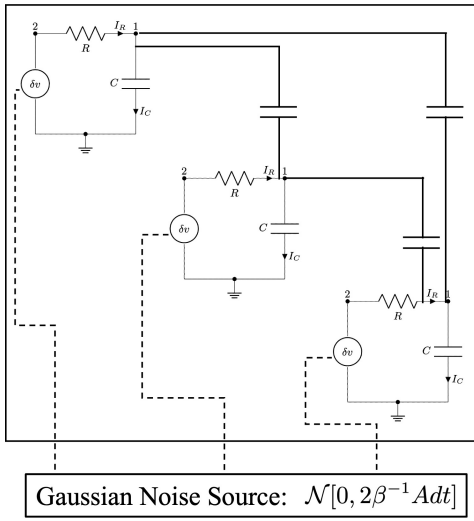 2 R I_R 1
δv C
I_C
2 R I_R 1
δv C
I_C
2 R I_R 1
δv C
I_C
Gaussian Noise Source: 𝒩[0, 2β⁻¹Adt]